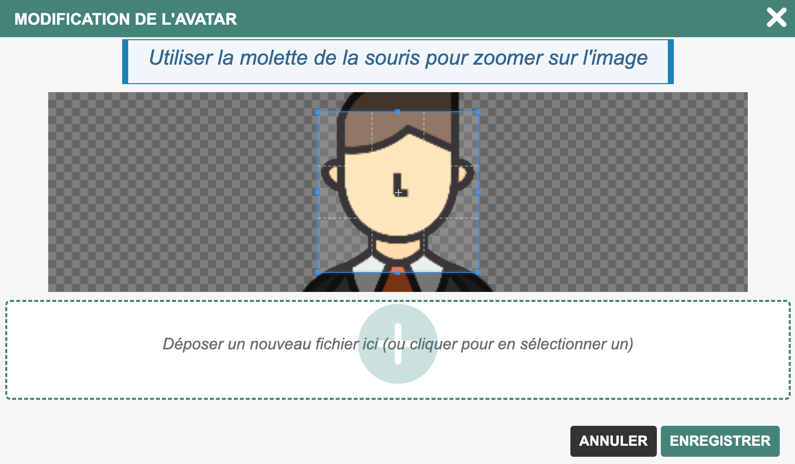 MODIFICATION DE L'AVATAR
Utiliser la molette de la souris pour zoomer sur l'image
Déposer un nouveau fichier ici (ou cliquer pour en sélectionner un)
ANNULER ENREGISTRER